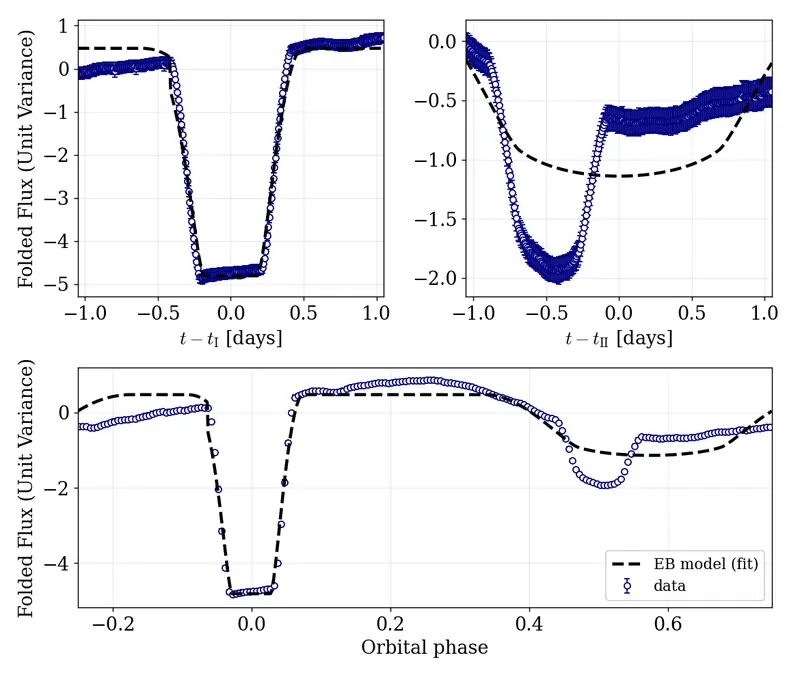 Folded Flux (Unit Variance)
1
0
−1
−2
−3
−4
−5
−1.0 −0.5 0.0 0.5 1.0
t − t_I [days]
0.0
−0.5
−1.0
−1.5
−2.0
−1.0 −0.5 0.0 0.5 1.0
t − t_II [days]
Folded Flux (Unit Variance)
0
−2
−4
EB model (fit)
data
−0.2 0.0 0.2 0.4 0.6
Orbital phase